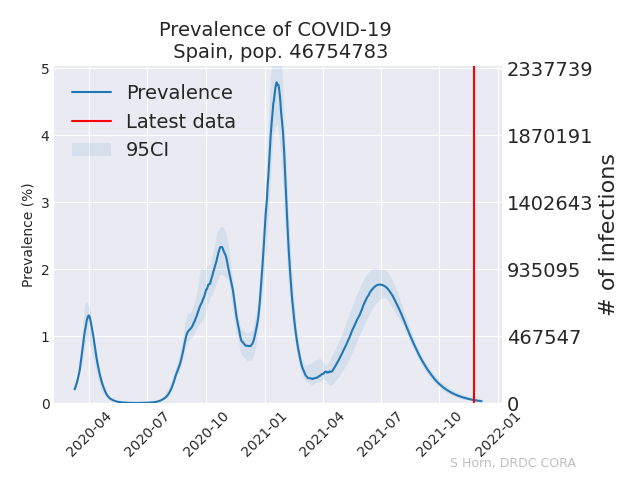 Prevalence of COVID-19
Spain, pop. 46754783
Prevalence
Latest data
95CI
Prevalence (%)
5
4
3
2
1
0
2337739
1870191
1402643
935095
467547
0
# of infections
2020-04
2020-07
2020-10
2021-01
2021-04
2021-07
2021-10
2022-01
S Horn, DRDC CORA